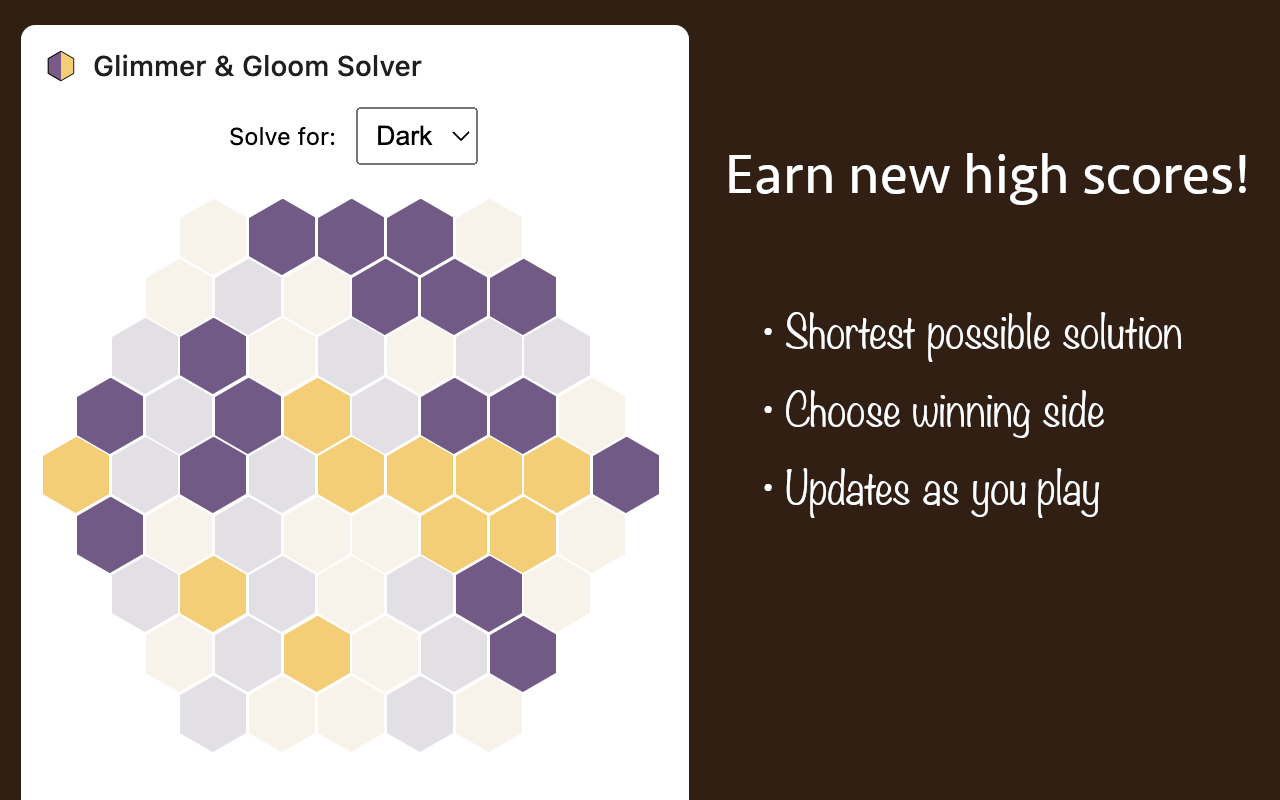 Glimmer & Gloom Solver
Solve for: Dark
Earn new high scores!
• Shortest possible solution
• Choose winning side
• Updates as you play